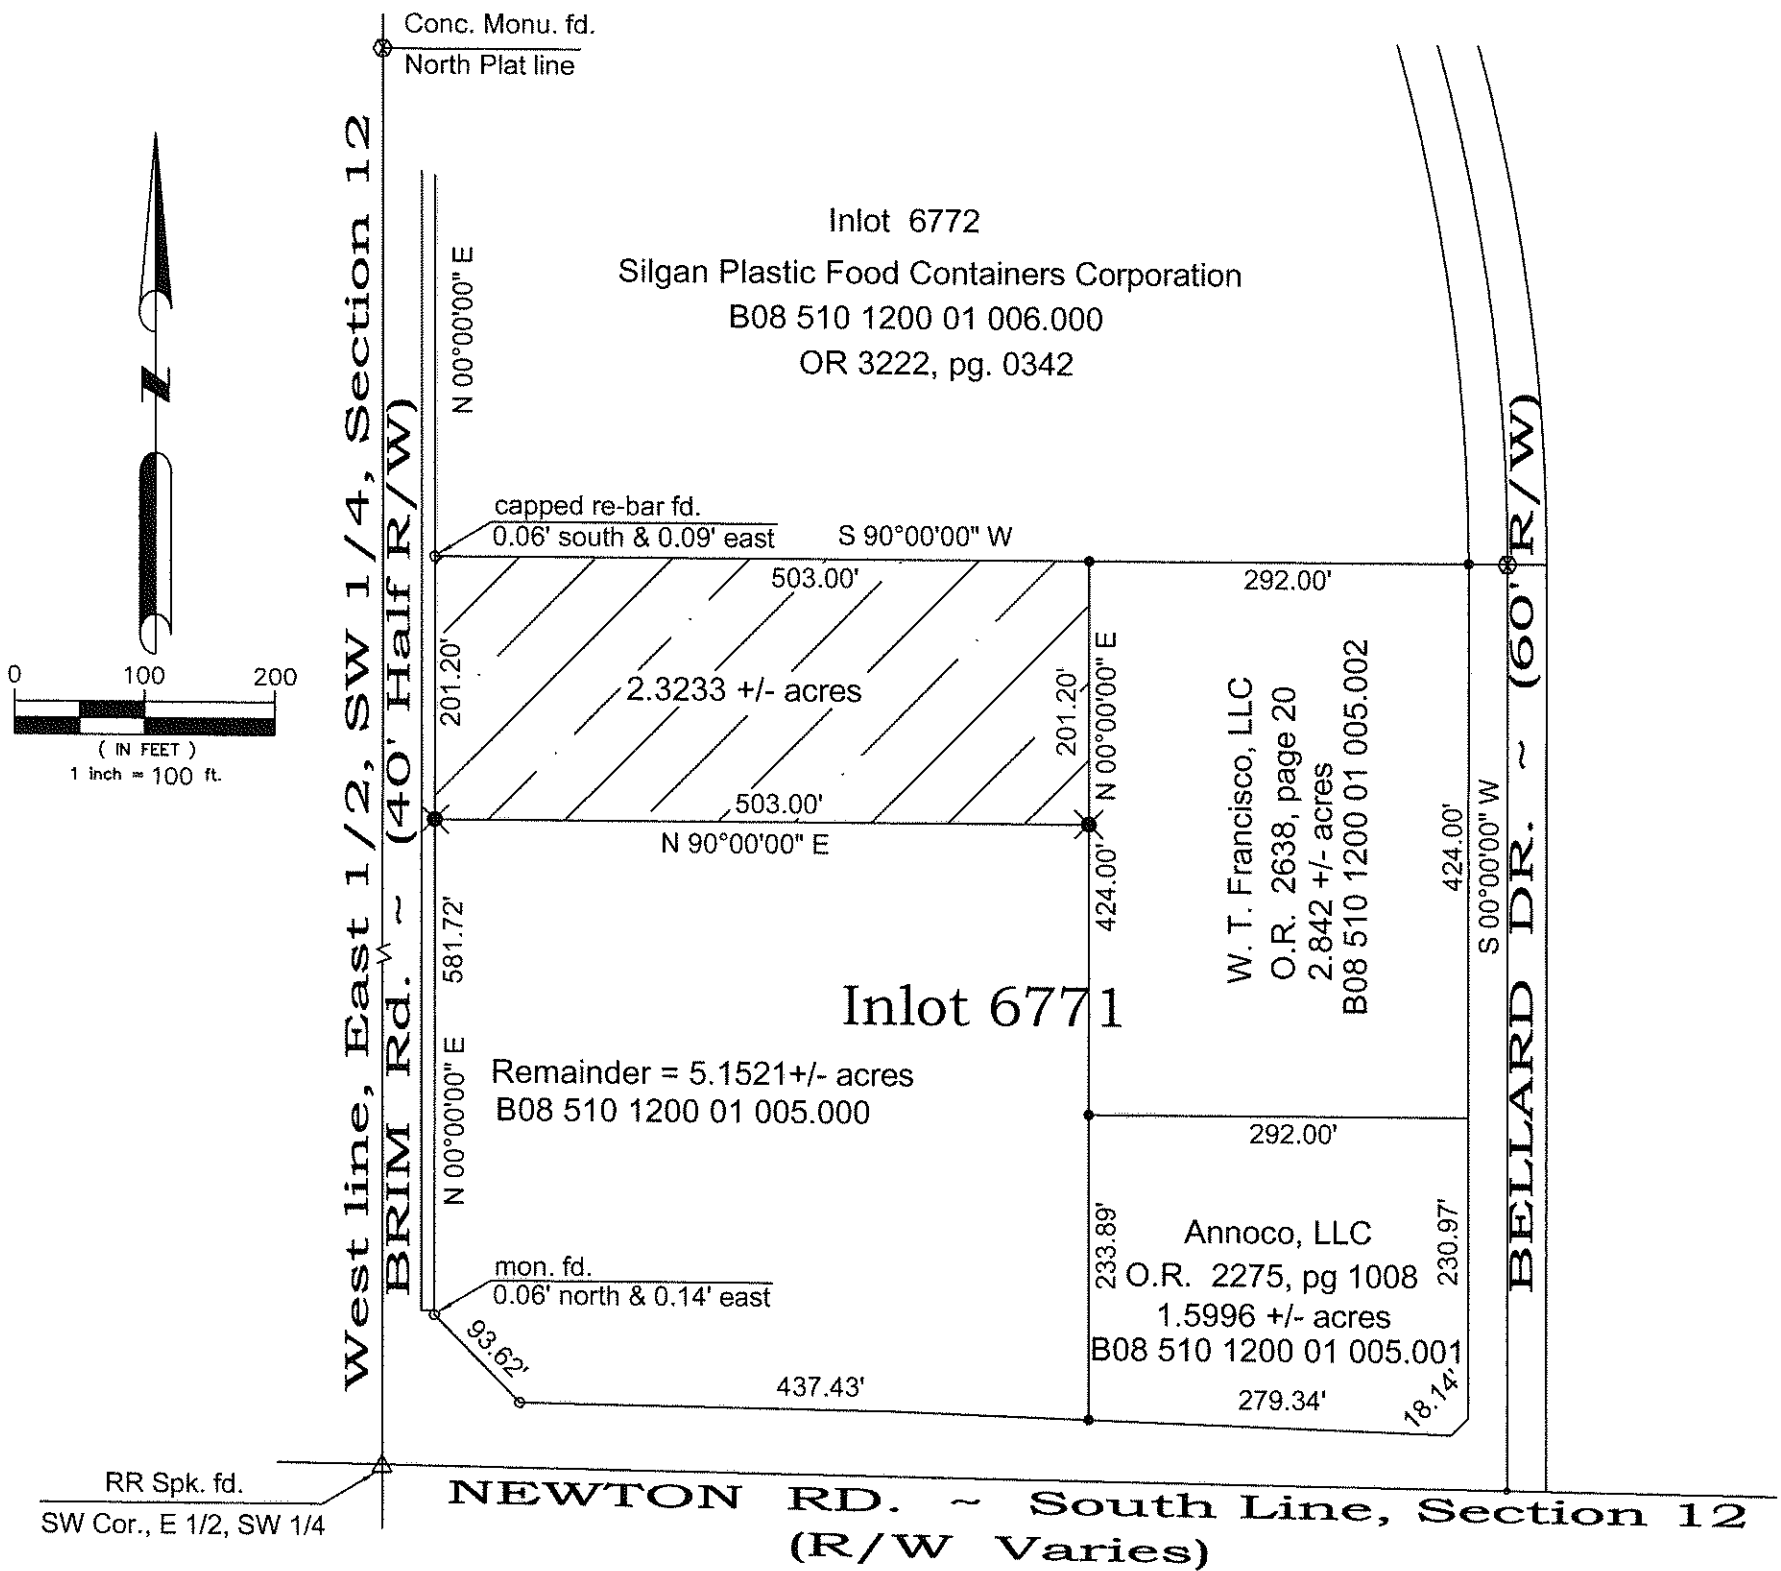 Conc. Monu. fd.
North Plat line
West line, East 1/2, SW 1/4, Section 12
BRIM Rd. ~ (40' Half R/W)
N 00°00'00" E
Inlot 6772
Silgan Plastic Food Containers Corporation
B08 510 1200 01 006.000
OR 3222, pg. 0342
N
0 100 200
( IN FEET )
1 inch = 100 ft.
capped re-bar fd.
0.06' south & 0.09' east
S 90°00'00" W
503.00'
292.00'
201.20'
2.3233 +/- acres
201.20'
N 00°00'00" E
503.00'
N 90°00'00" E
W. T. Francisco, LLC
O.R. 2638, page 20
2.842 +/- acres
B08 510 1200 01 005.002
424.00'
424.00'
S 00°00'00" W
BELLARD DR. ~ (60' R/W)
581.72'
N 00°00'00" E
Inlot 6771
Remainder = 5.1521+/- acres
B08 510 1200 01 005.000
292.00'
233.89'
230.97'
Annoco, LLC
O.R. 2275, pg 1008
1.5996 +/- acres
B08 510 1200 01 005.001
mon. fd.
0.06' north & 0.14' east
93.62'
437.43'
279.34'
18.14'
RR Spk. fd.
SW Cor., E 1/2, SW 1/4
NEWTON RD. ~ South Line, Section 12
(R/W Varies)